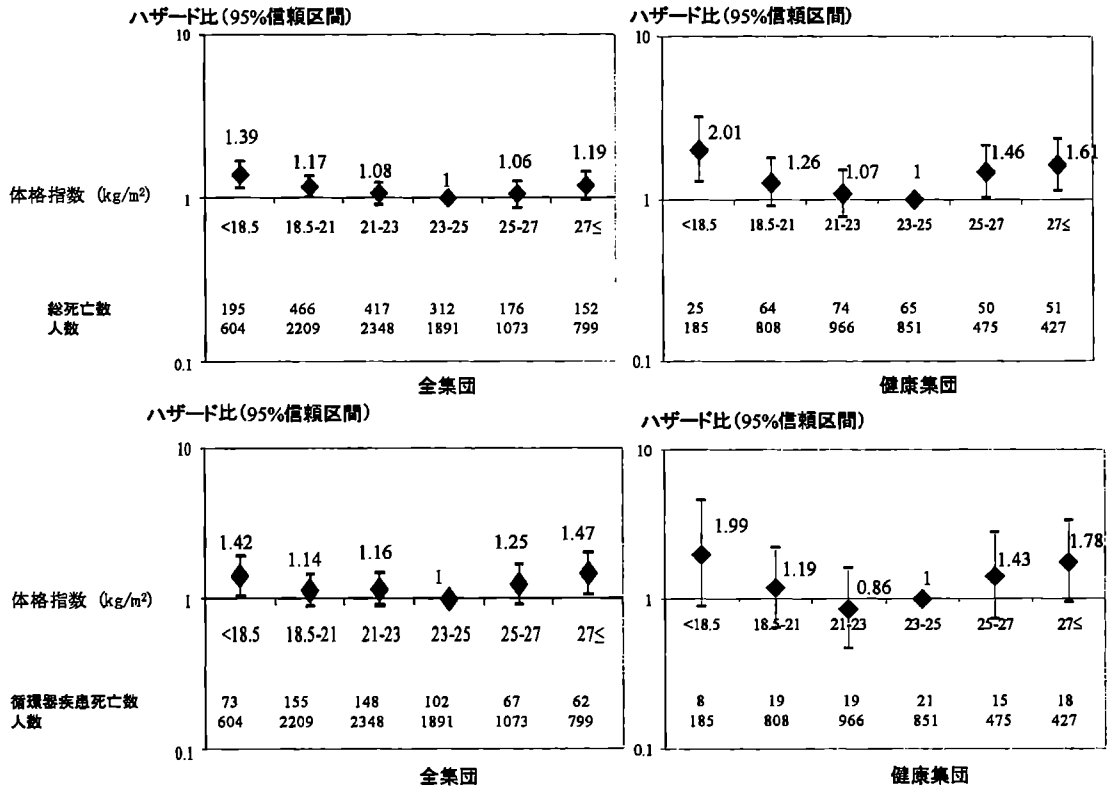 ハザード比(95%信頼区間)
10
1.39
1.17
1.08
1
1.06
1.19
体格指数 (kg/m²)
1
<18.5 18.5-21 21-23 23-25 25-27 27≦
総死亡数 195 466 417 312 176 152
人数 604 2209 2348 1891 1073 799
0.1
全集団
ハザード比(95%信頼区間)
10
2.01
1.26
1.07
1
1.46
1.61
1
<18.5 18.5-21 21-23 23-25 25-27 27≦
25 64 74 65 50 51
185 808 966 851 475 427
0.1
健康集団
ハザード比(95%信頼区間)
10
1.42
1.14
1.16
1
1.25
1.47
体格指数 (kg/m²)
1
<18.5 18.5-21 21-23 23-25 25-27 27≦
循環器疾患死亡数 73 155 148 102 67 62
人数 604 2209 2348 1891 1073 799
0.1
全集団
ハザード比(95%信頼区間)
10
1.99
1.19
0.86
1
1.43
1.78
1
<18.5 18.5-21 21-23 23-25 25-27 27≦
8 19 19 21 15 18
185 808 966 851 475 427
0.1
健康集団